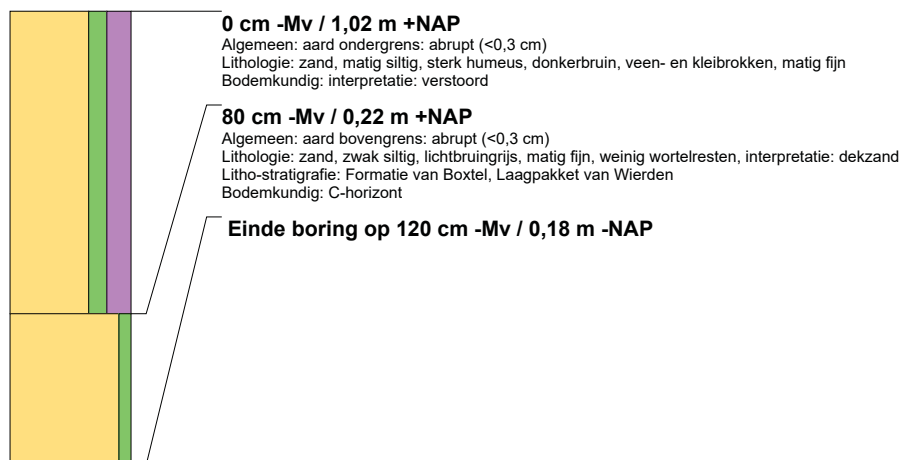 0 cm -Mv / 1,02 m +NAP
Algemeen: aard ondergrens: abrupt (<0,3 cm)
Lithologie: zand, matig siltig, sterk humeus, donkerbruin, veen- en kleibrokken, matig fijn
Bodemkundig: interpretatie: verstoord
80 cm -Mv / 0,22 m +NAP
Algemeen: aard bovengrens: abrupt (<0,3 cm)
Lithologie: zand, zwak siltig, lichtbruingrijs, matig fijn, weinig wortelresten, interpretatie: dekzand
Litho-stratigrafie: Formatie van Boxtel, Laagpakket van Wierden
Bodemkundig: C-horizont
Einde boring op 120 cm -Mv / 0,18 m -NAP